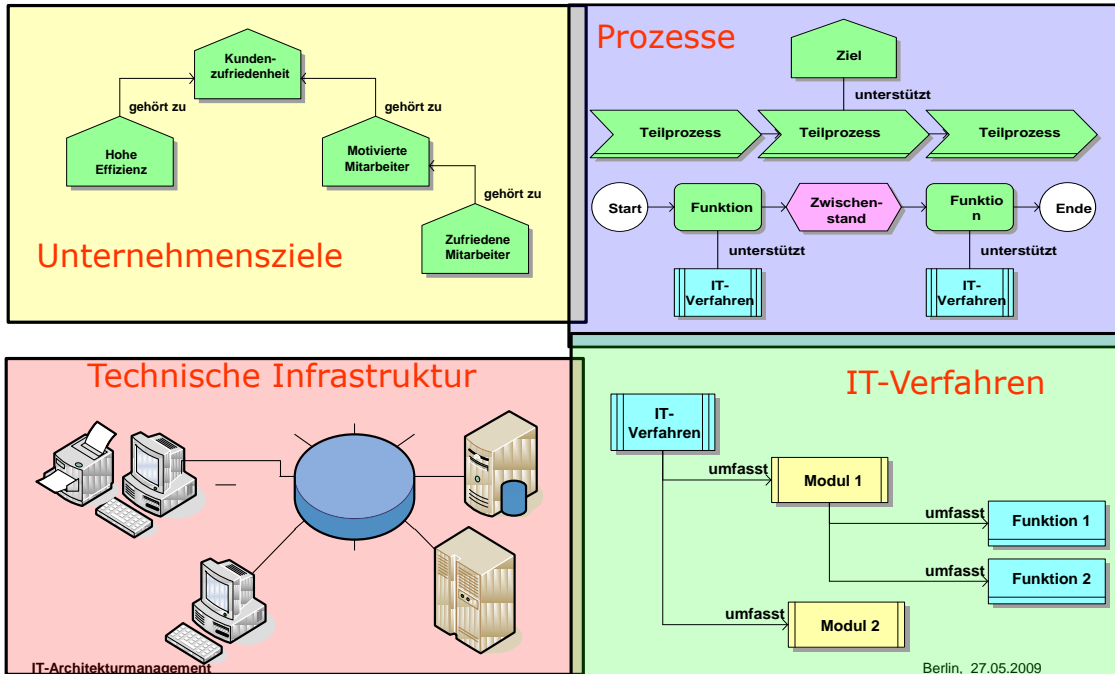 Kunden-
zufriedenheit
gehört zu
gehört zu
Hohe
Effizienz
Motivierte
Mitarbeiter
gehört zu
Zufriedene
Mitarbeiter
Unternehmensziele
Prozesse
Ziel
unterstützt
Teilprozess
Teilprozess
Teilprozess
Start
Funktion
Zwischen-
stand
Funktio
n
Ende
unterstützt
unterstützt
IT-
Verfahren
IT-
Verfahren
Technische Infrastruktur
IT-Architekturmanagement
IT-Verfahren
IT-
Verfahren
umfasst
Modul 1
umfasst
Funktion 1
umfasst
Funktion 2
umfasst
Modul 2
Berlin, 27.05.2009